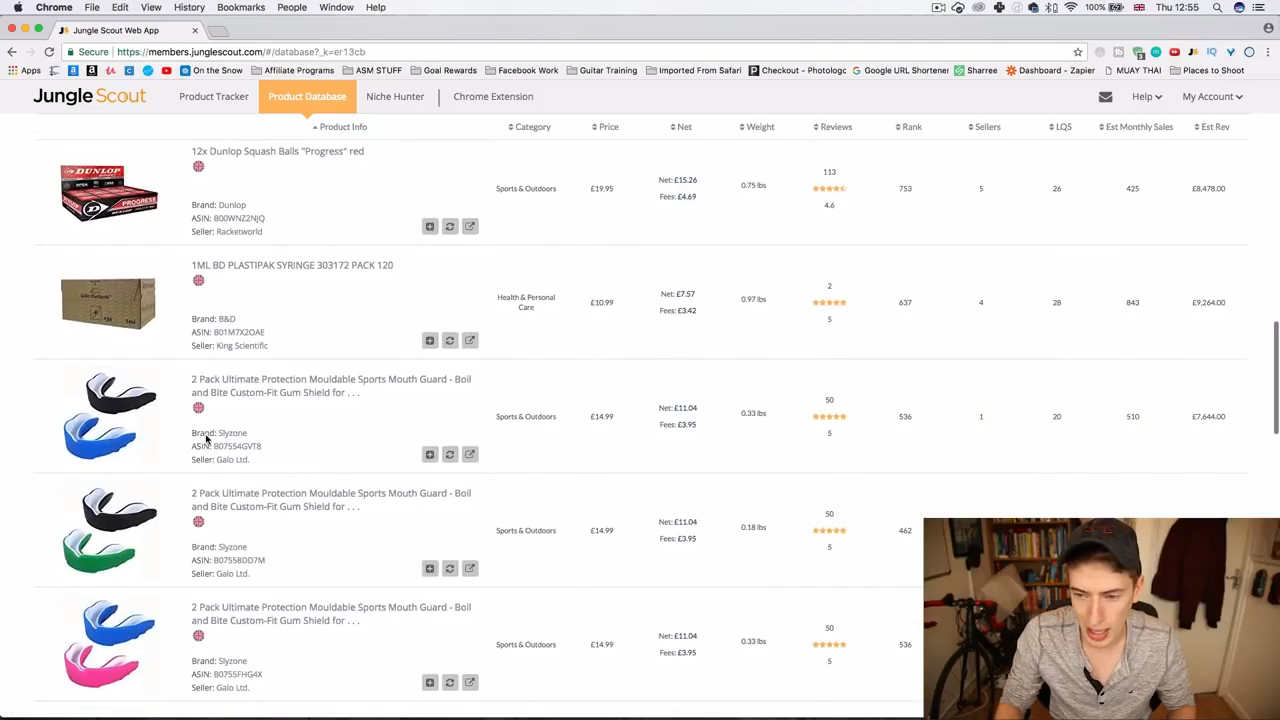 Chrome File Edit View History Bookmarks People Window Help 100% Thu 12:55
Jungle Scout Web App
Secure https://members.junglescout.com/#/database?_k=er13cb
Apps On the Snow Affiliate Programs ASM STUFF Goal Rewards Facebook Work Guitar Training Imported From Safari Checkout - Photologo Google URL Shortener Sharree Dashboard - Zapier MUAY THAI Places to Shoot
Jungle Scout Product Tracker Product Database Niche Hunter Chrome Extension Help My Account
Product Info Category Price Net Weight Reviews Rank Sellers LQS Est Monthly Sales Est Rev
12x Dunlop Squash Balls "Progress" red
Brand: Dunlop
ASIN: B00WNZ2NJQ
Seller: Racketworld
Sports & Outdoors
£19.95
Net: £15.26
Fees: £4.69
0.75 lbs
113
4.6
753
5
26
425
£8,478.00
DUNLOP
PROGRESS
1ML BD PLASTIPAK SYRINGE 303172 PACK 120
Brand: B&D
ASIN: B01M7X2OAE
Seller: King Scientific
Health & Personal
Care
£10.99
Net: £7.57
Fees: £3.42
0.97 lbs
2
5
637
4
28
843
£9,264.00
2 Pack Ultimate Protection Mouldable Sports Mouth Guard - Boil
and Bite Custom-Fit Gum Shield for . . .
Brand: Slyzone
ASIN: B07554GVT8
Seller: Galo Ltd.
Sports & Outdoors
£14.99
Net: £11.04
Fees: £3.95
0.33 lbs
50
5
536
1
20
510
£7,644.00
2 Pack Ultimate Protection Mouldable Sports Mouth Guard - Boil
and Bite Custom-Fit Gum Shield for . . .
Brand: Slyzone
ASIN: B07558DD7M
Seller: Galo Ltd.
Sports & Outdoors
£14.99
Net: £11.04
Fees: £3.95
0.18 lbs
50
5
462
2 Pack Ultimate Protection Mouldable Sports Mouth Guard - Boil
and Bite Custom-Fit Gum Shield for . . .
Brand: Slyzone
ASIN: B0755FHG4X
Seller: Galo Ltd.
Sports & Outdoors
£14.99
Net: £11.04
Fees: £3.95
0.33 lbs
50
5
536